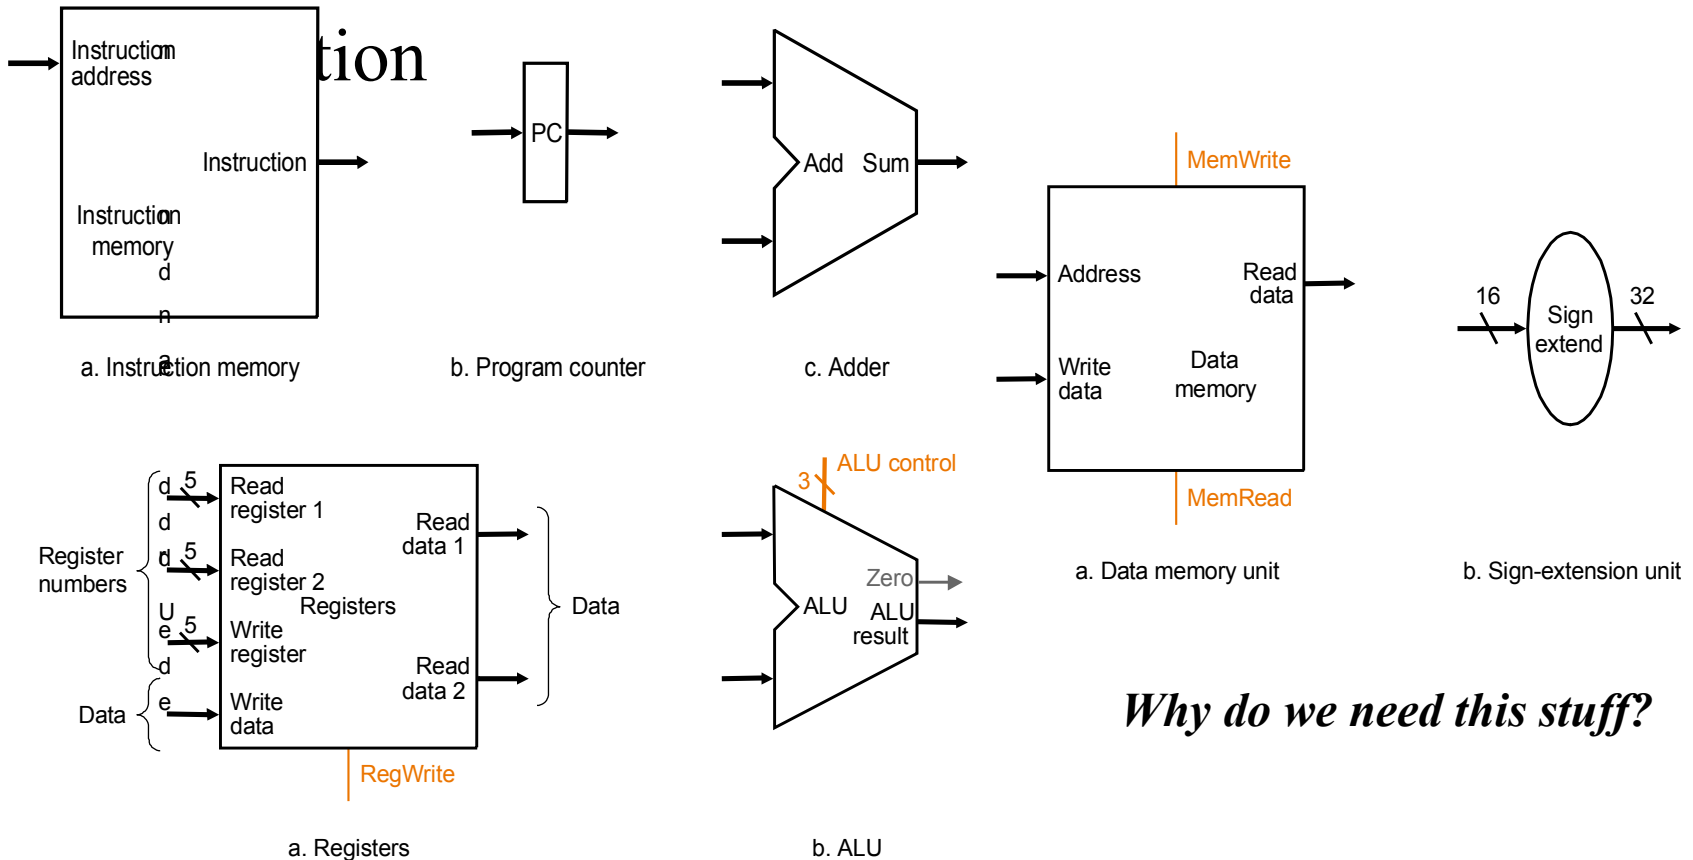 tion
Instruction
address
Instruction
Instruction
memory
a. Instruction memory
PC
b. Program counter
Add Sum
c. Adder
MemWrite
Address
Read
data
Write
data
Data
memory
MemRead
a. Data memory unit
16
32
Sign
extend
b. Sign-extension unit
Register
numbers
5
Read
register 1
5
Read
register 2
Registers
5
Write
register
Data
Write
data
Read
data 1
Read
data 2
Data
RegWrite
a. Registers
ALU control
3
Zero
ALU
ALU
result
b. ALU
Why do we need this stuff?